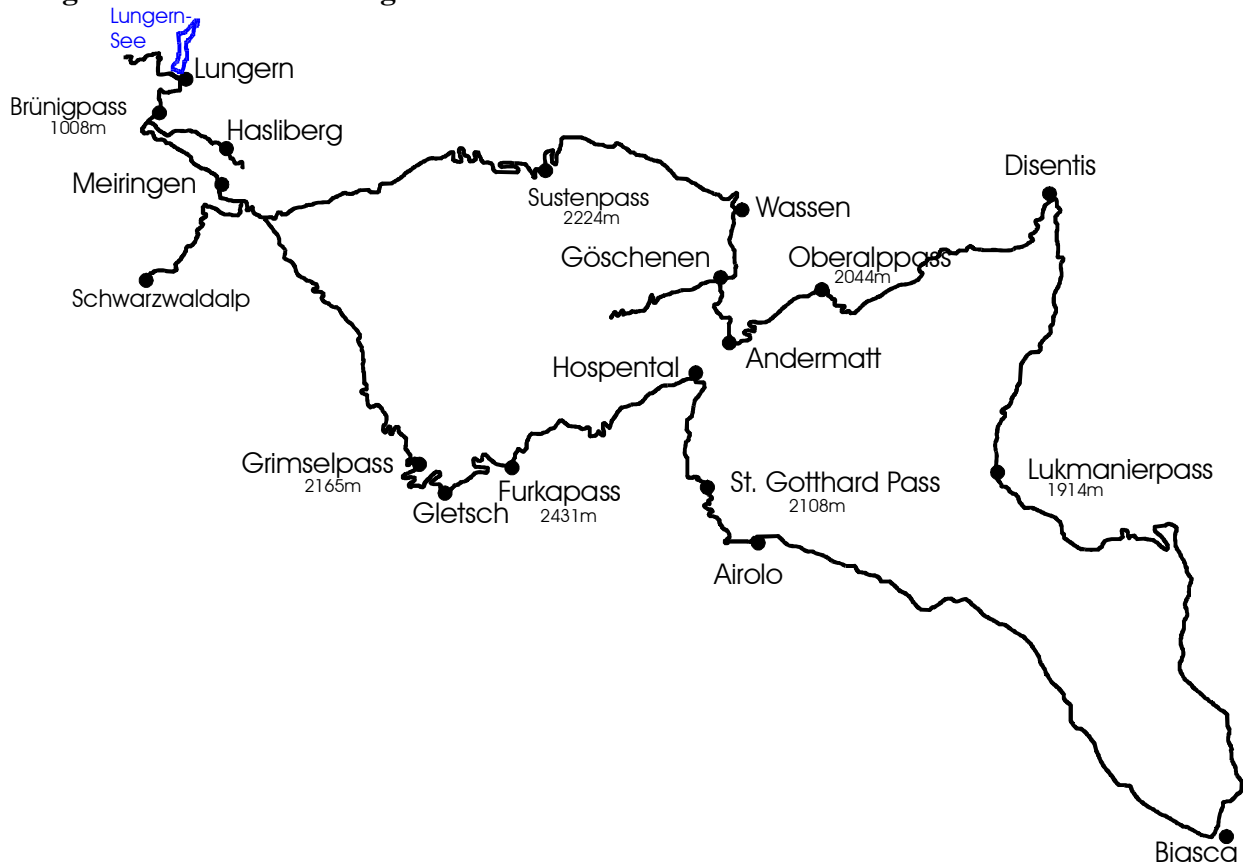 Lungern-
See
Lungern
Brünigpass
1008m
Hasliberg
Meiringen
Disentis
Sustenpass
2224m
Wassen
Göschenen
Oberalppass
2044m
Schwarzwaldalp
Andermatt
Hospental
Grimselpass
2165m
Furkapass
2431m
Gletsch
St. Gotthard Pass
2108m
Lukmanierpass
1914m
Airolo
Biasca